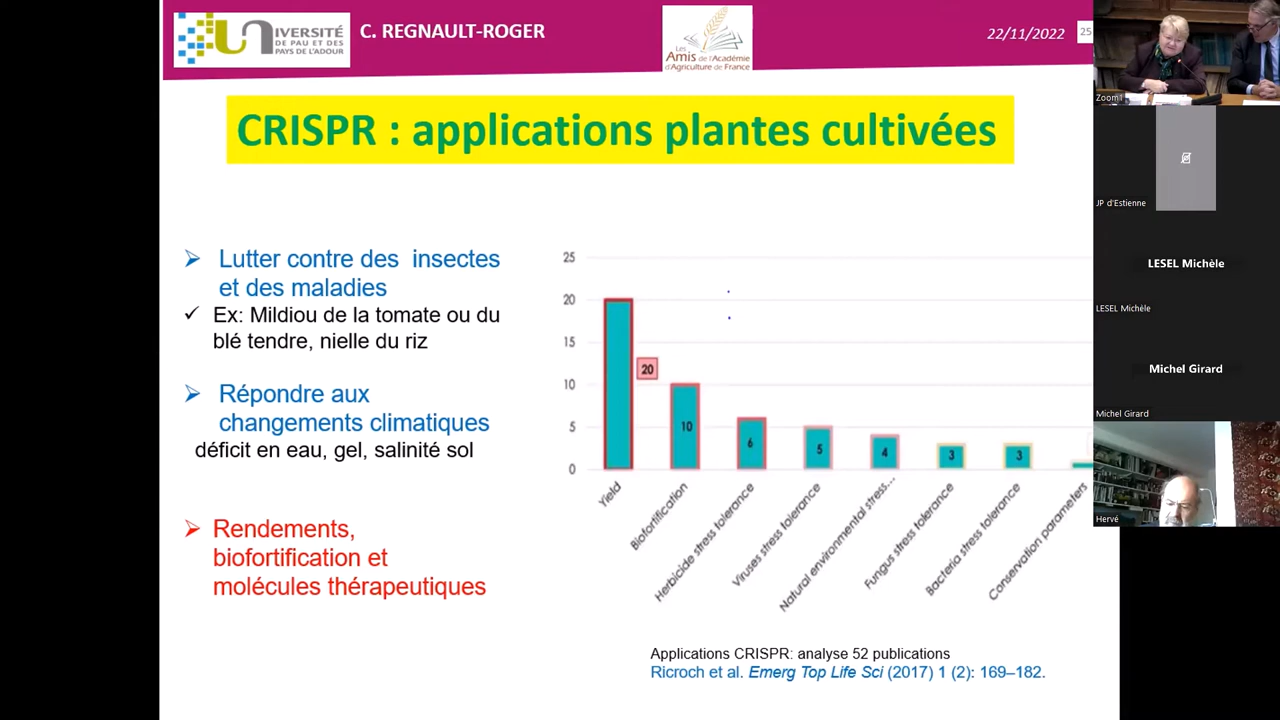 UNIVERSITÉ
DE PAU ET DES
PAYS DE L'ADOUR
C. REGNAULT-ROGER
Les
Amis de l'Académie
d'Agriculture de France
22/11/2022
25
CRISPR : applications plantes cultivées
Lutter contre des insectes
et des maladies
Ex: Mildiou de la tomate ou du
blé tendre, nielle du riz
Répondre aux
changements climatiques
déficit en eau, gel, salinité sol
Rendements,
biofortification et
molécules thérapeutiques
25
20
15
10
5
0
20
10
6
5
4
3
3
Yield
Biofortification
Herbicide stress tolerance
Viruses stress tolerance
Natural environmental stress...
Fungus stress tolerance
Bacteria stress tolerance
Conservation parameters
Applications CRISPR: analyse 52 publications
Ricroch et al. Emerg Top Life Sci (2017) 1 (2): 169–182.
Zoom1
JP d'Estienne
LESEL Michèle
LESEL Michèle
Michel Girard
Michel Girard
Hervé